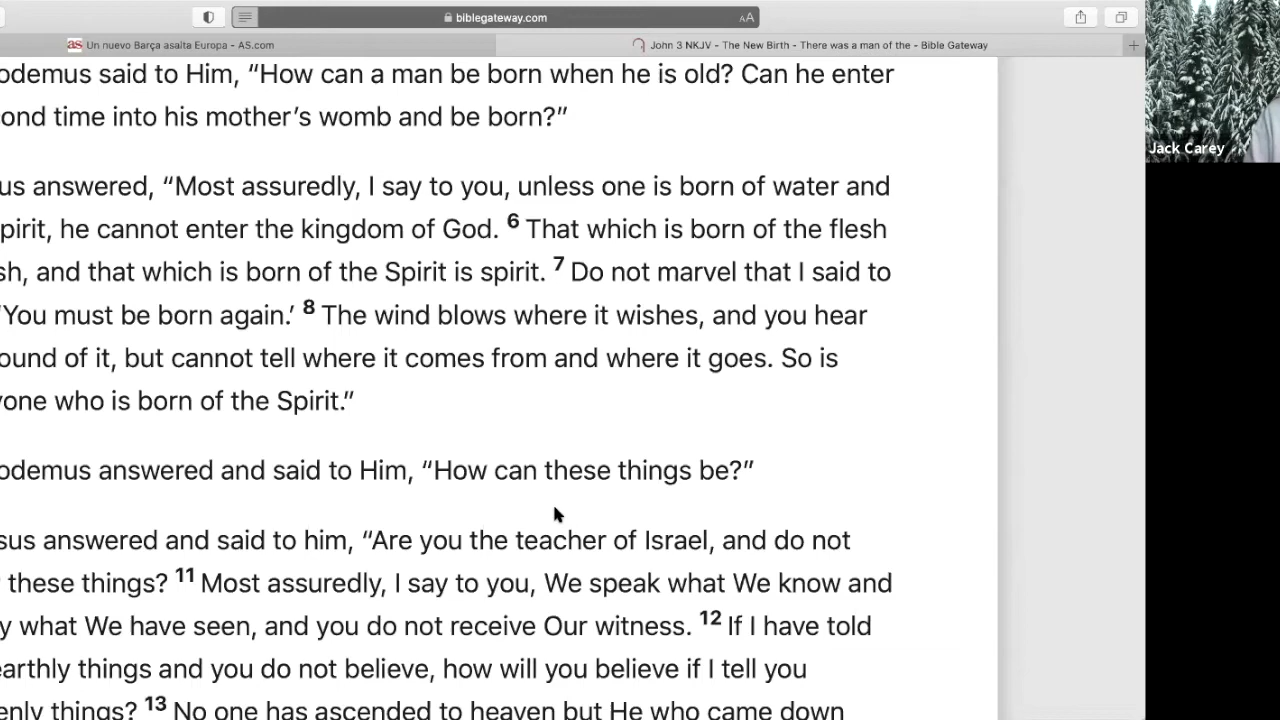 biblegateway.com
AA
as Un nuevo Barça asalta Europa - AS.com
John 3 NKJV - The New Birth - There was a man of the - Bible Gateway
odemus said to Him, “How can a man be born when he is old? Can he enter
ond time into his mother’s womb and be born?”
us answered, “Most assuredly, I say to you, unless one is born of water and
pirit, he cannot enter the kingdom of God. 6 That which is born of the flesh
sh, and that which is born of the Spirit is spirit. 7 Do not marvel that I said to
‘You must be born again.’ 8 The wind blows where it wishes, and you hear
ound of it, but cannot tell where it comes from and where it goes. So is
yone who is born of the Spirit.”
odemus answered and said to Him, “How can these things be?”
sus answered and said to him, “Are you the teacher of Israel, and do not
these things? 11 Most assuredly, I say to you, We speak what We know and
y what We have seen, and you do not receive Our witness. 12 If I have told
earthly things and you do not believe, how will you believe if I tell you
enly things? 13 No one has ascended to heaven but He who came down
Jack Carey